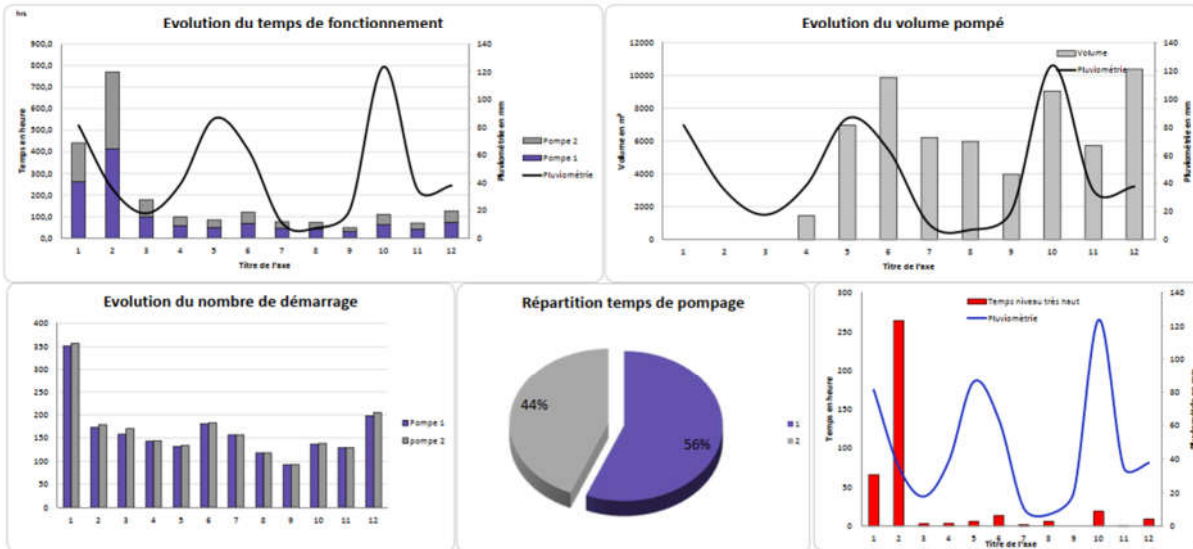 hrs
Evolution du temps de fonctionnement
900,0
800,0
700,0
600,0
500,0
400,0
300,0
200,0
100,0
0,0
Temps en heure
140
120
100
80
60
40
20
0
Pluviométrie en mm
Pompe 2
Pompe 1
Pluviométrie
1 2 3 4 5 6 7 8 9 10 11 12
Titre de l'axe
Evolution du volume pompé
12000
10000
8000
6000
4000
2000
0
Volume en m³
140
120
100
80
60
40
20
0
Pluviométrie en mm
Volume
Pluviométrie
1 2 3 4 5 6 7 8 9 10 11 12
Titre de l'axe
Evolution du nombre de démarrage
400
350
300
250
200
150
100
50
0
Pompe 1
pompe 2
1 2 3 4 5 6 7 8 9 10 11 12
Répartition temps de pompage
44%
56%
1
2
300
250
200
150
100
50
0
Temps en heure
Temps niveau très haut
Pluviométrie
140
120
100
80
60
40
20
0
1 2 3 4 5 6 7 8 9 10 11 12
Titre de l'axe